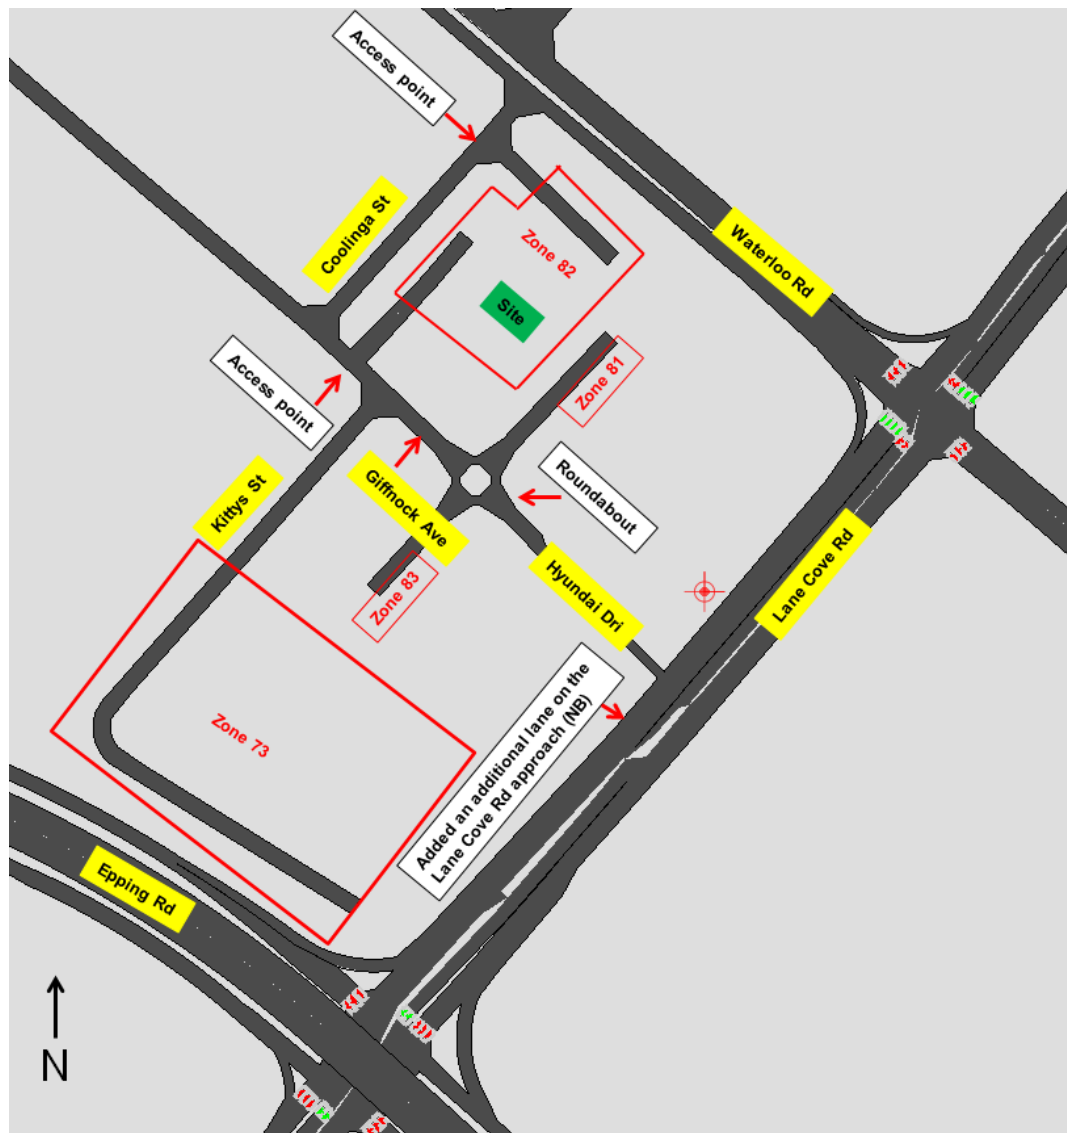 Access point
Coolinga St
Zone 82
Waterloo Rd
Site
Access point
Zone 81
Kittys St
Giffnock Ave
Roundabout
Zone 83
Hyundai Dri
Lane Cove Rd
Added an additional lane on the
Lane Cove Rd approach (NB)
Zone 73
Epping Rd
N